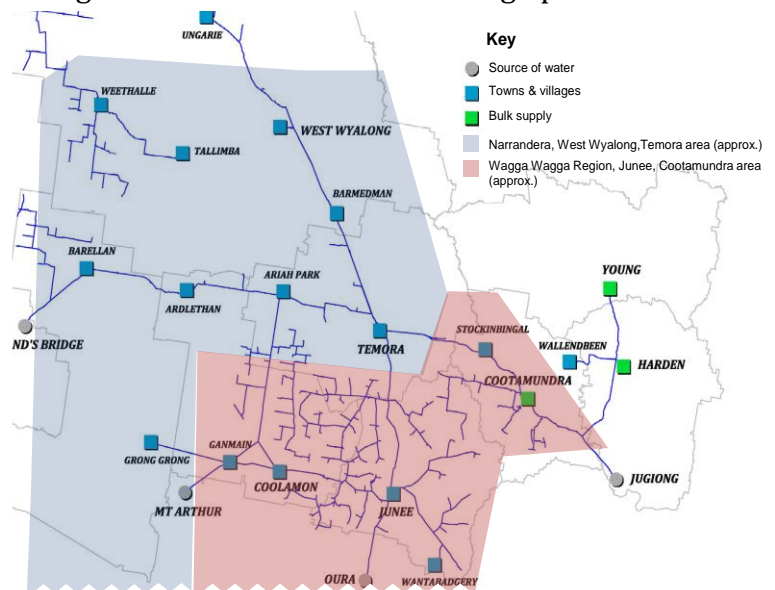 UNGARIE
Key
Source of water
Towns & villages
Bulk supply
Narrandera, West Wyalong,Temora area (approx.)
Wagga Wagga Region, Junee, Cootamundra area
(approx.)
WEETHALLE
WEST WYALONG
TALLIMBA
BARMEDMAN
BARELLAN
ARIAH PARK
ARDLETHAN
YOUNG
ND'S BRIDGE
TEMORA
STOCKINBINGAL
WALLENDBEEN
HARDEN
COOTAMUNDRA
GANMAIN
GRONG GRONG
COOLAMON
MT ARTHUR
JUNEE
JUGIONG
OURA
WANTABADGERY